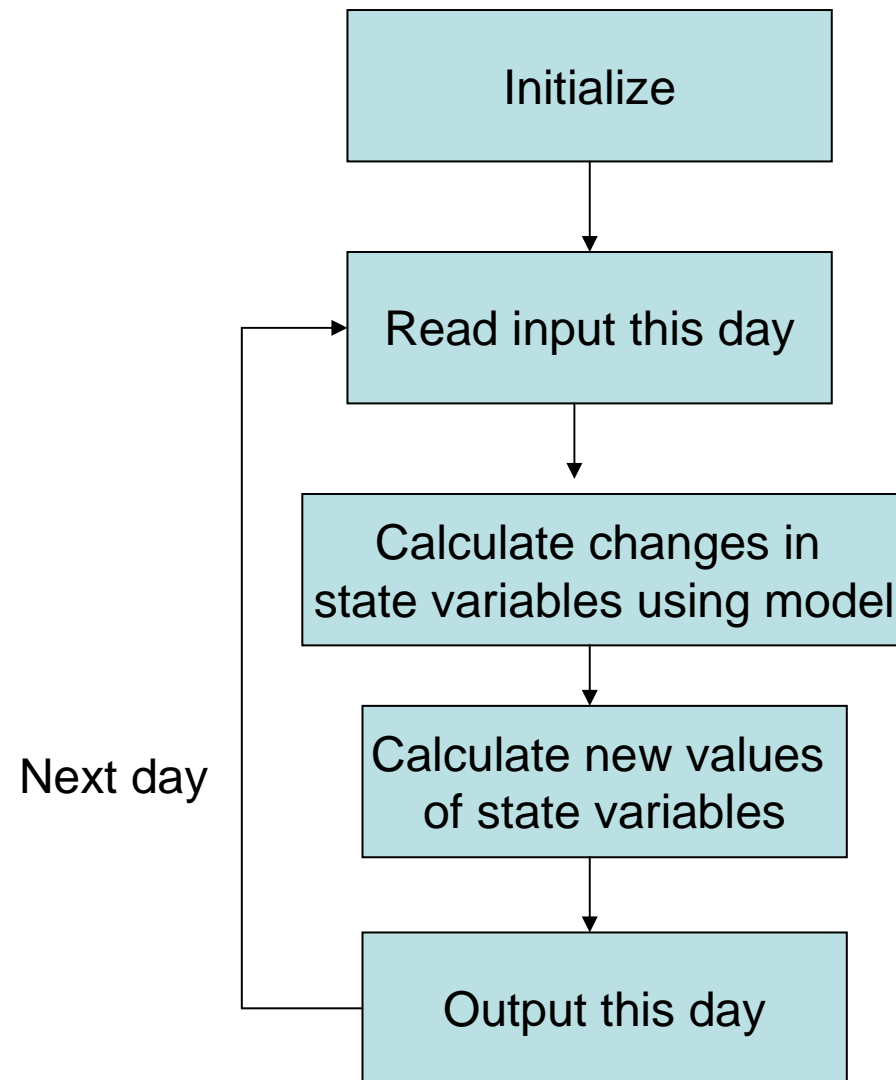 Initialize
Read input this day
Calculate changes in
state variables using model
Calculate new values
of state variables
Next day
Output this day